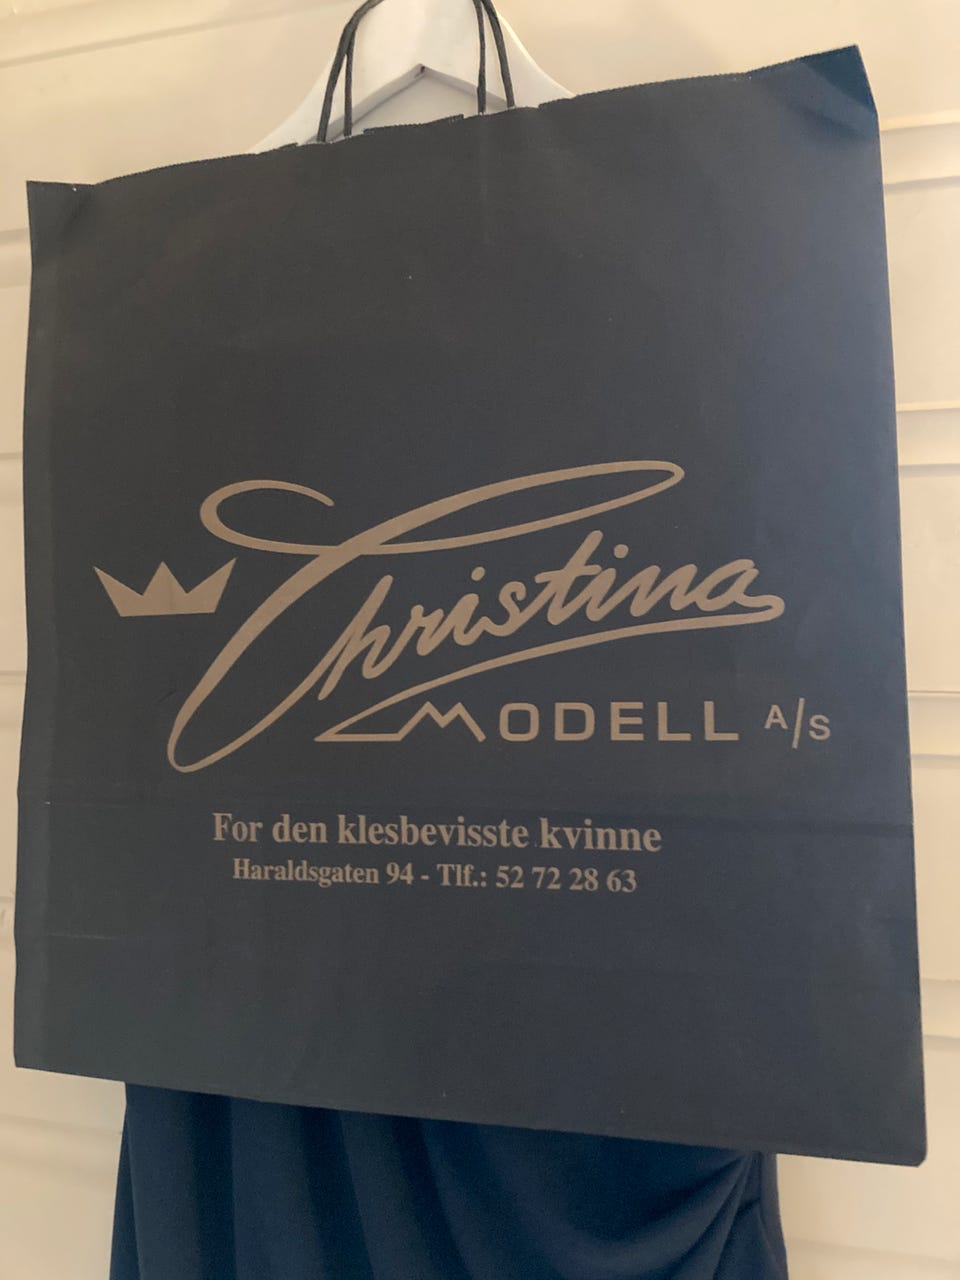 Christina
MODELL A/S
For den klesbevisste kvinne
Haraldsgaten 94 - Tlf.: 52 72 28 63